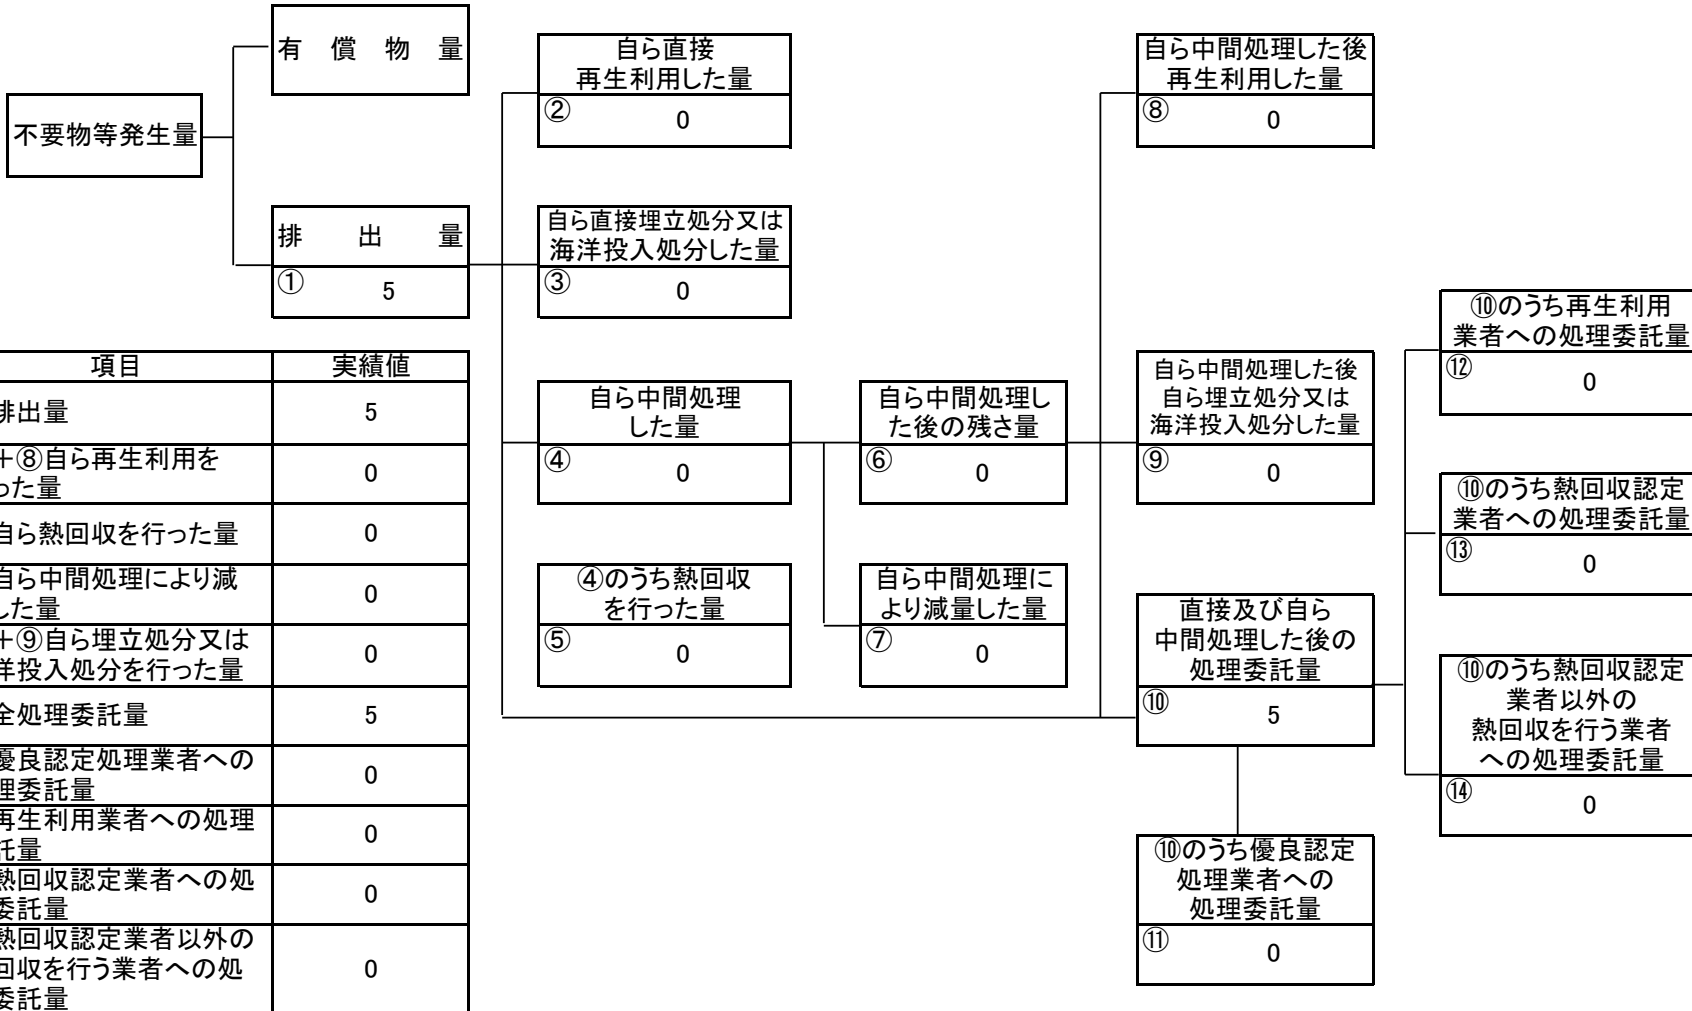 有償物量
不要物等発生量
排出量
①
5
自ら直接
再生利用した量
②
0
自ら直接埋立処分又は
海洋投入処分した量
③
0
自ら中間処理
した量
④
0
④のうち熱回収
を行った量
⑤
0
自ら中間処理し
た後の残さ量
⑥
0
自ら中間処理に
より減量した量
⑦
0
自ら中間処理した後
再生利用した量
⑧
0
自ら中間処理した後
自ら埋立処分又は
海洋投入処分した量
⑨
0
直接及び自ら
中間処理した後の
処理委託量
⑩
5
⑩のうち優良認定
処理業者への
処理委託量
⑪
0
⑩のうち再生利用
業者への処理委託量
⑫
0
⑩のうち熱回収認定
業者への処理委託量
⑬
0
⑩のうち熱回収認定
業者以外の
熱回収を行う業者
への処理委託量
⑭
0
項目 実績値
排出量 5
+⑧自ら再生利用を
った量 0
自ら熱回収を行った量 0
自ら中間処理により減
した量 0
+⑨自ら埋立処分又は
洋投入処分を行った量 0
全処理委託量 5
優良認定処理業者への
理委託量 0
再生利用業者への処理
託量 0
熱回収認定業者への処
委託量 0
熱回収認定業者以外の
回収を行う業者への処
委託量 0